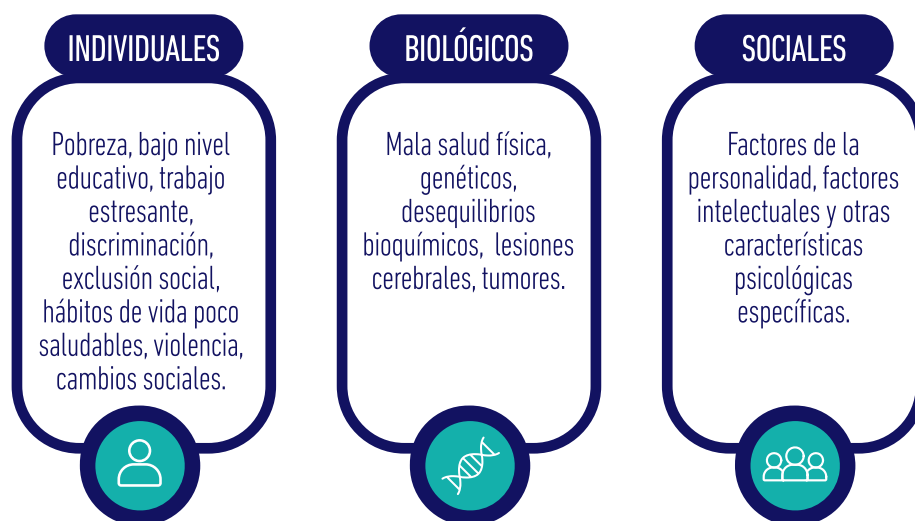 INDIVIDUALES
Pobreza, bajo nivel
educativo, trabajo
estresante,
discriminación,
exclusión social,
hábitos de vida poco
saludables, violencia,
cambios sociales.
BIOLÓGICOS
Mala salud física,
genéticos,
desequilibrios
bioquímicos, lesiones
cerebrales, tumores.
SOCIALES
Factores de la
personalidad, factores
intelectuales y otras
características
psicológicas
específicas.